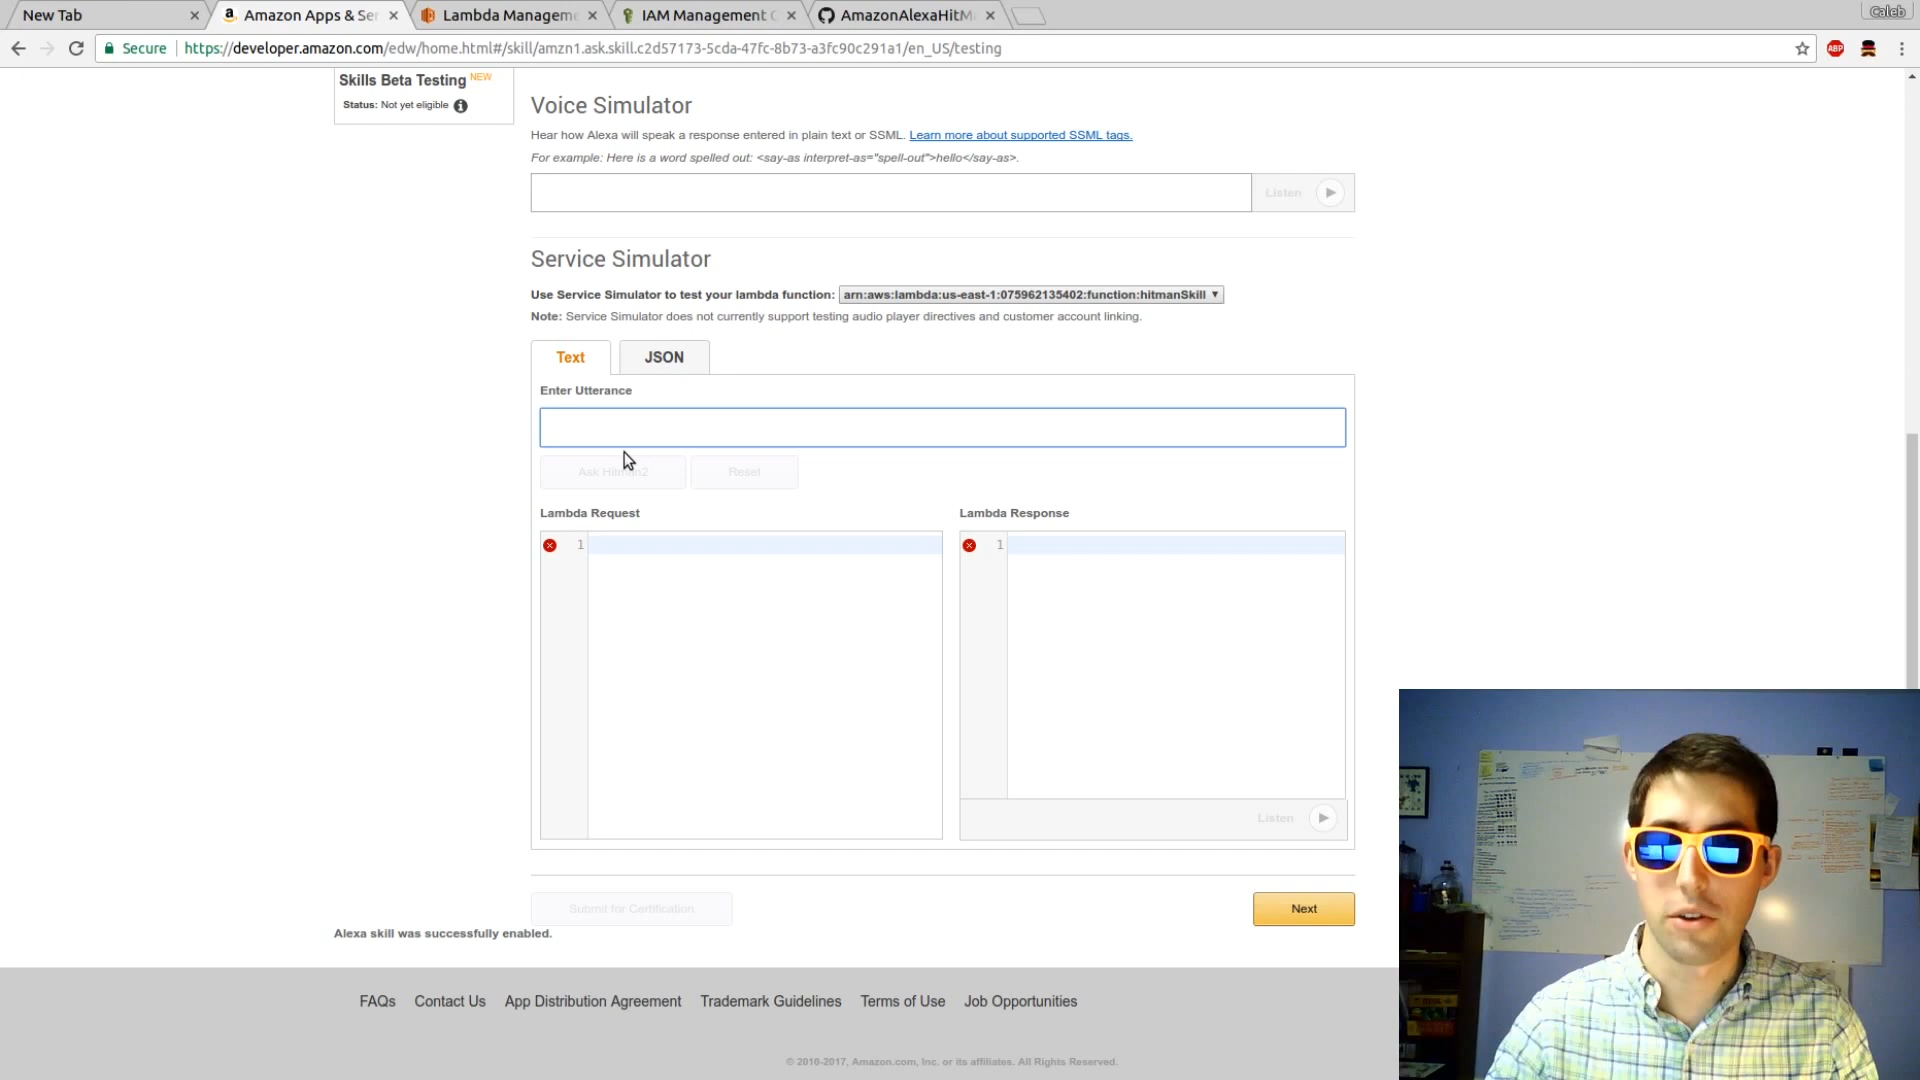 New Tab
Amazon Apps & Se
Lambda Manageme
IAM Management C
AmazonAlexaHitM
Caleb
Secure
https://developer.amazon.com/edw/home.html#/skill/amzn1.ask.skill.c2d57173-5cda-47fc-8b73-a3fc90c291a1/en_US/testing
ABP
Skills Beta Testing NEW
Status: Not yet eligible
Voice Simulator
Hear how Alexa will speak a response entered in plain text or SSML. Learn more about supported SSML tags.
For example: Here is a word spelled out: <say-as interpret-as="spell-out">hello</say-as>.
Listen
Service Simulator
Use Service Simulator to test your lambda function: arn:aws:lambda:us-east-1:075962135402:function:hitmanSkill
Note: Service Simulator does not currently support testing audio player directives and customer account linking.
Text
JSON
Enter Utterance
Ask Hitman2
Reset
Lambda Request
Lambda Response
1
1
Listen
Submit for Certification
Next
Alexa skill was successfully enabled.
FAQs
Contact Us
App Distribution Agreement
Trademark Guidelines
Terms of Use
Job Opportunities
© 2010-2017, Amazon.com, Inc. or its affiliates. All Rights Reserved.